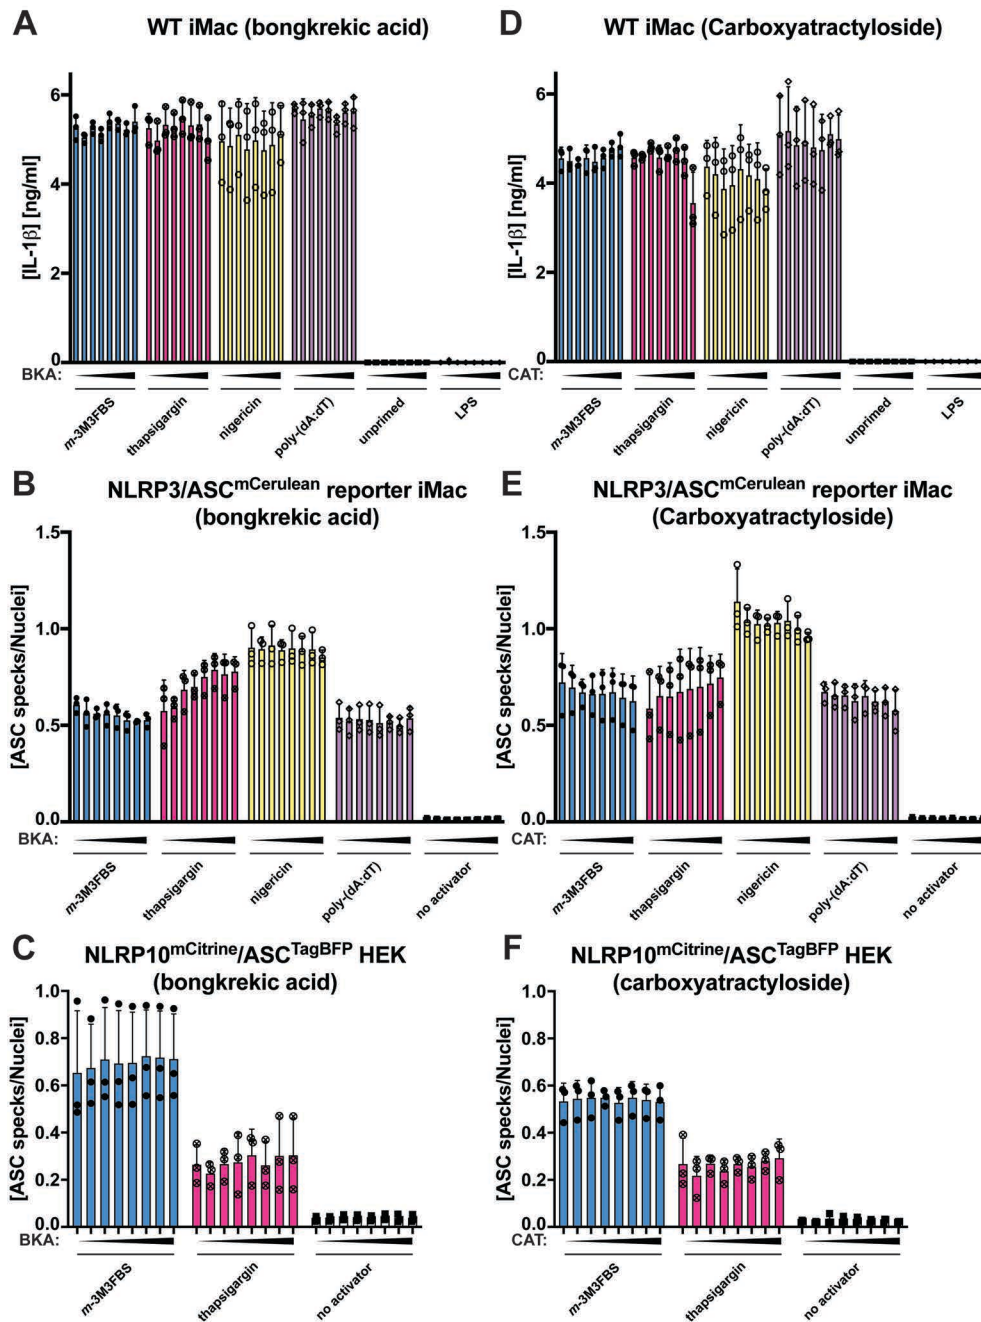 A
WT iMac (bongkrekic acid)
[IL-1β] [ng/ml]
6
4
2
0
BKA:
m-3M3FBS
thapsigargin
nigericin
poly-(dA:dT)
unprimed
LPS
D
WT iMac (Carboxyatractyloside)
[IL-1β] [ng/ml]
6
4
2
0
CAT:
m-3M3FBS
thapsigargin
nigericin
poly-(dA:dT)
unprimed
LPS
B
NLRP3/ASCmCerulean reporter iMac
(bongkrekic acid)
[ASC specks/Nuclei]
1.5
1.0
0.5
0.0
BKA:
m-3M3FBS
thapsigargin
nigericin
poly-(dA:dT)
no activator
E
NLRP3/ASCmCerulean reporter iMac
(Carboxyatractyloside)
[ASC specks/Nuclei]
1.5
1.0
0.5
0.0
CAT:
m-3M3FBS
thapsigargin
nigericin
poly-(dA:dT)
no activator
C
NLRP10mCitrine/ASCTagBFP HEK
(bongkrekic acid)
[ASC specks/Nuclei]
1.0
0.8
0.6
0.4
0.2
0.0
BKA:
m-3M3FBS
thapsigargin
no activator
F
NLRP10mCitrine/ASCTagBFP HEK
(carboxyatractyloside)
[ASC specks/Nuclei]
1.0
0.8
0.6
0.4
0.2
0.0
CAT:
m-3M3FBS
thapsigargin
no activator